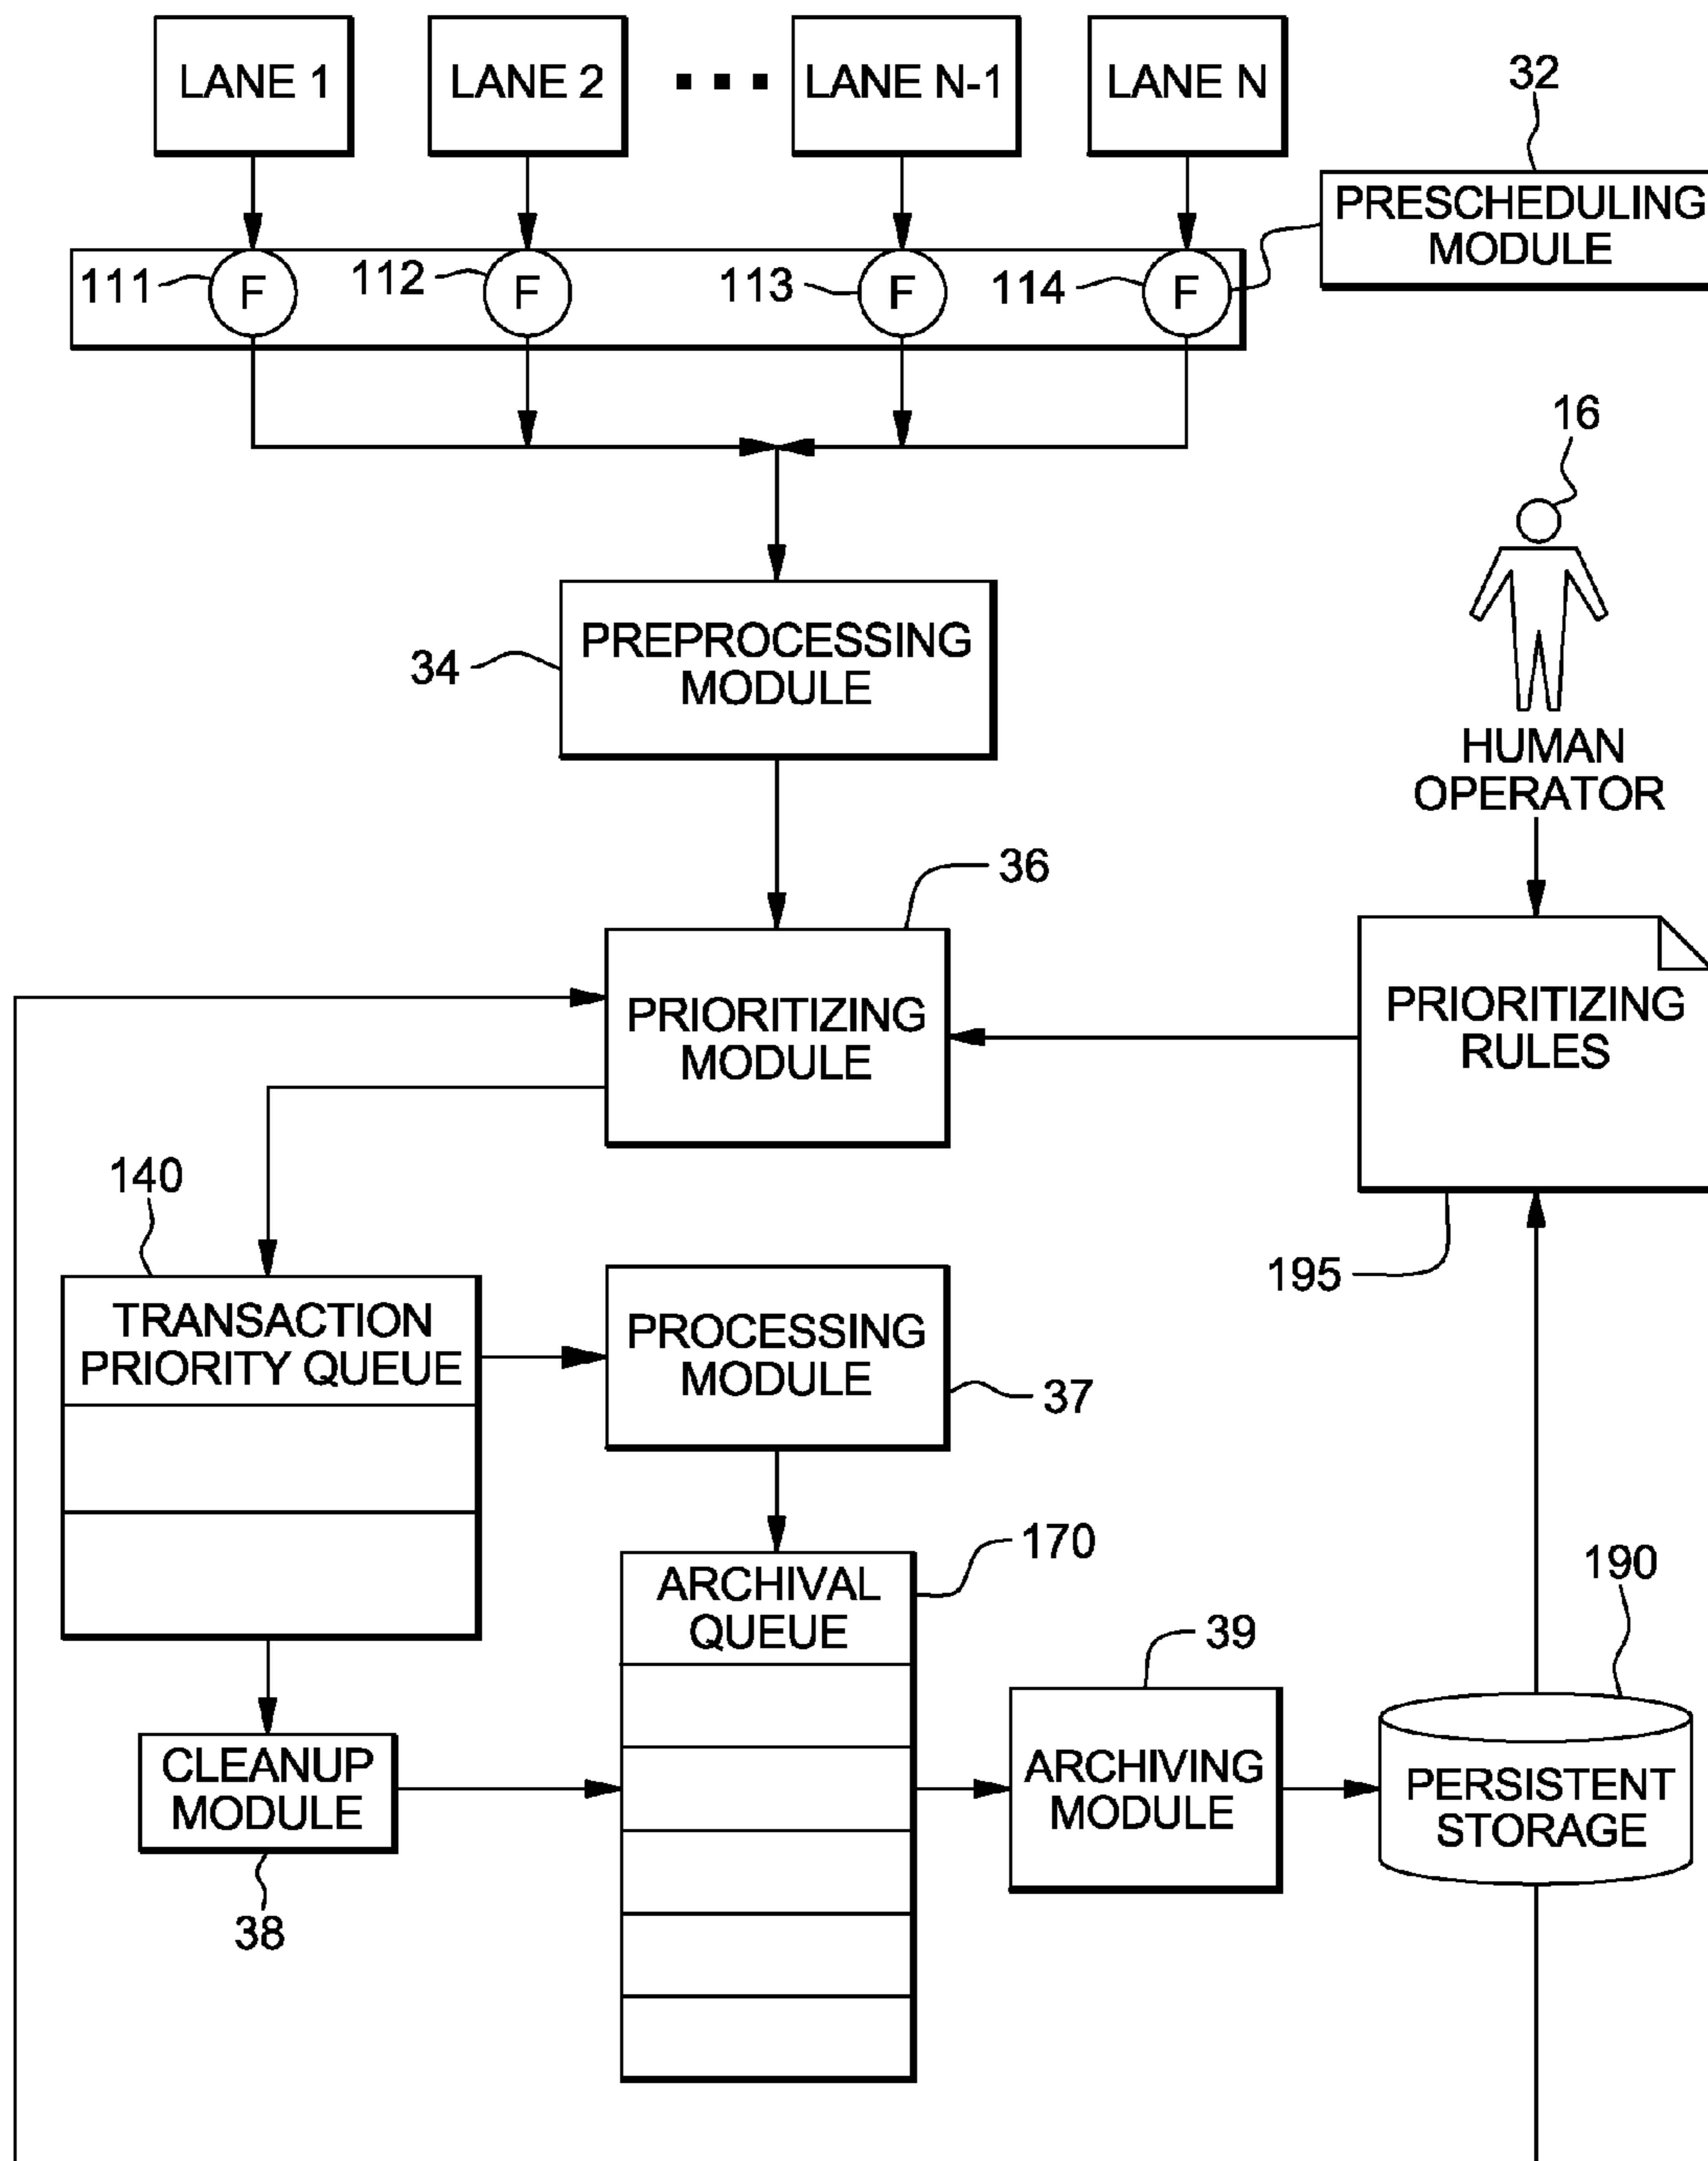 LANE 1
LANE 2
LANE N-1
LANE N
32
PRESCHEDULING
MODULE
111
F
112
F
113
F
114
F
16
HUMAN
OPERATOR
34
PREPROCESSING
MODULE
36
PRIORITIZING
MODULE
PRIORITIZING
RULES
195
140
TRANSACTION
PRIORITY QUEUE
PROCESSING
MODULE
37
170
ARCHIVAL
QUEUE
39
ARCHIVING
MODULE
190
PERSISTENT
STORAGE
CLEANUP
MODULE
38